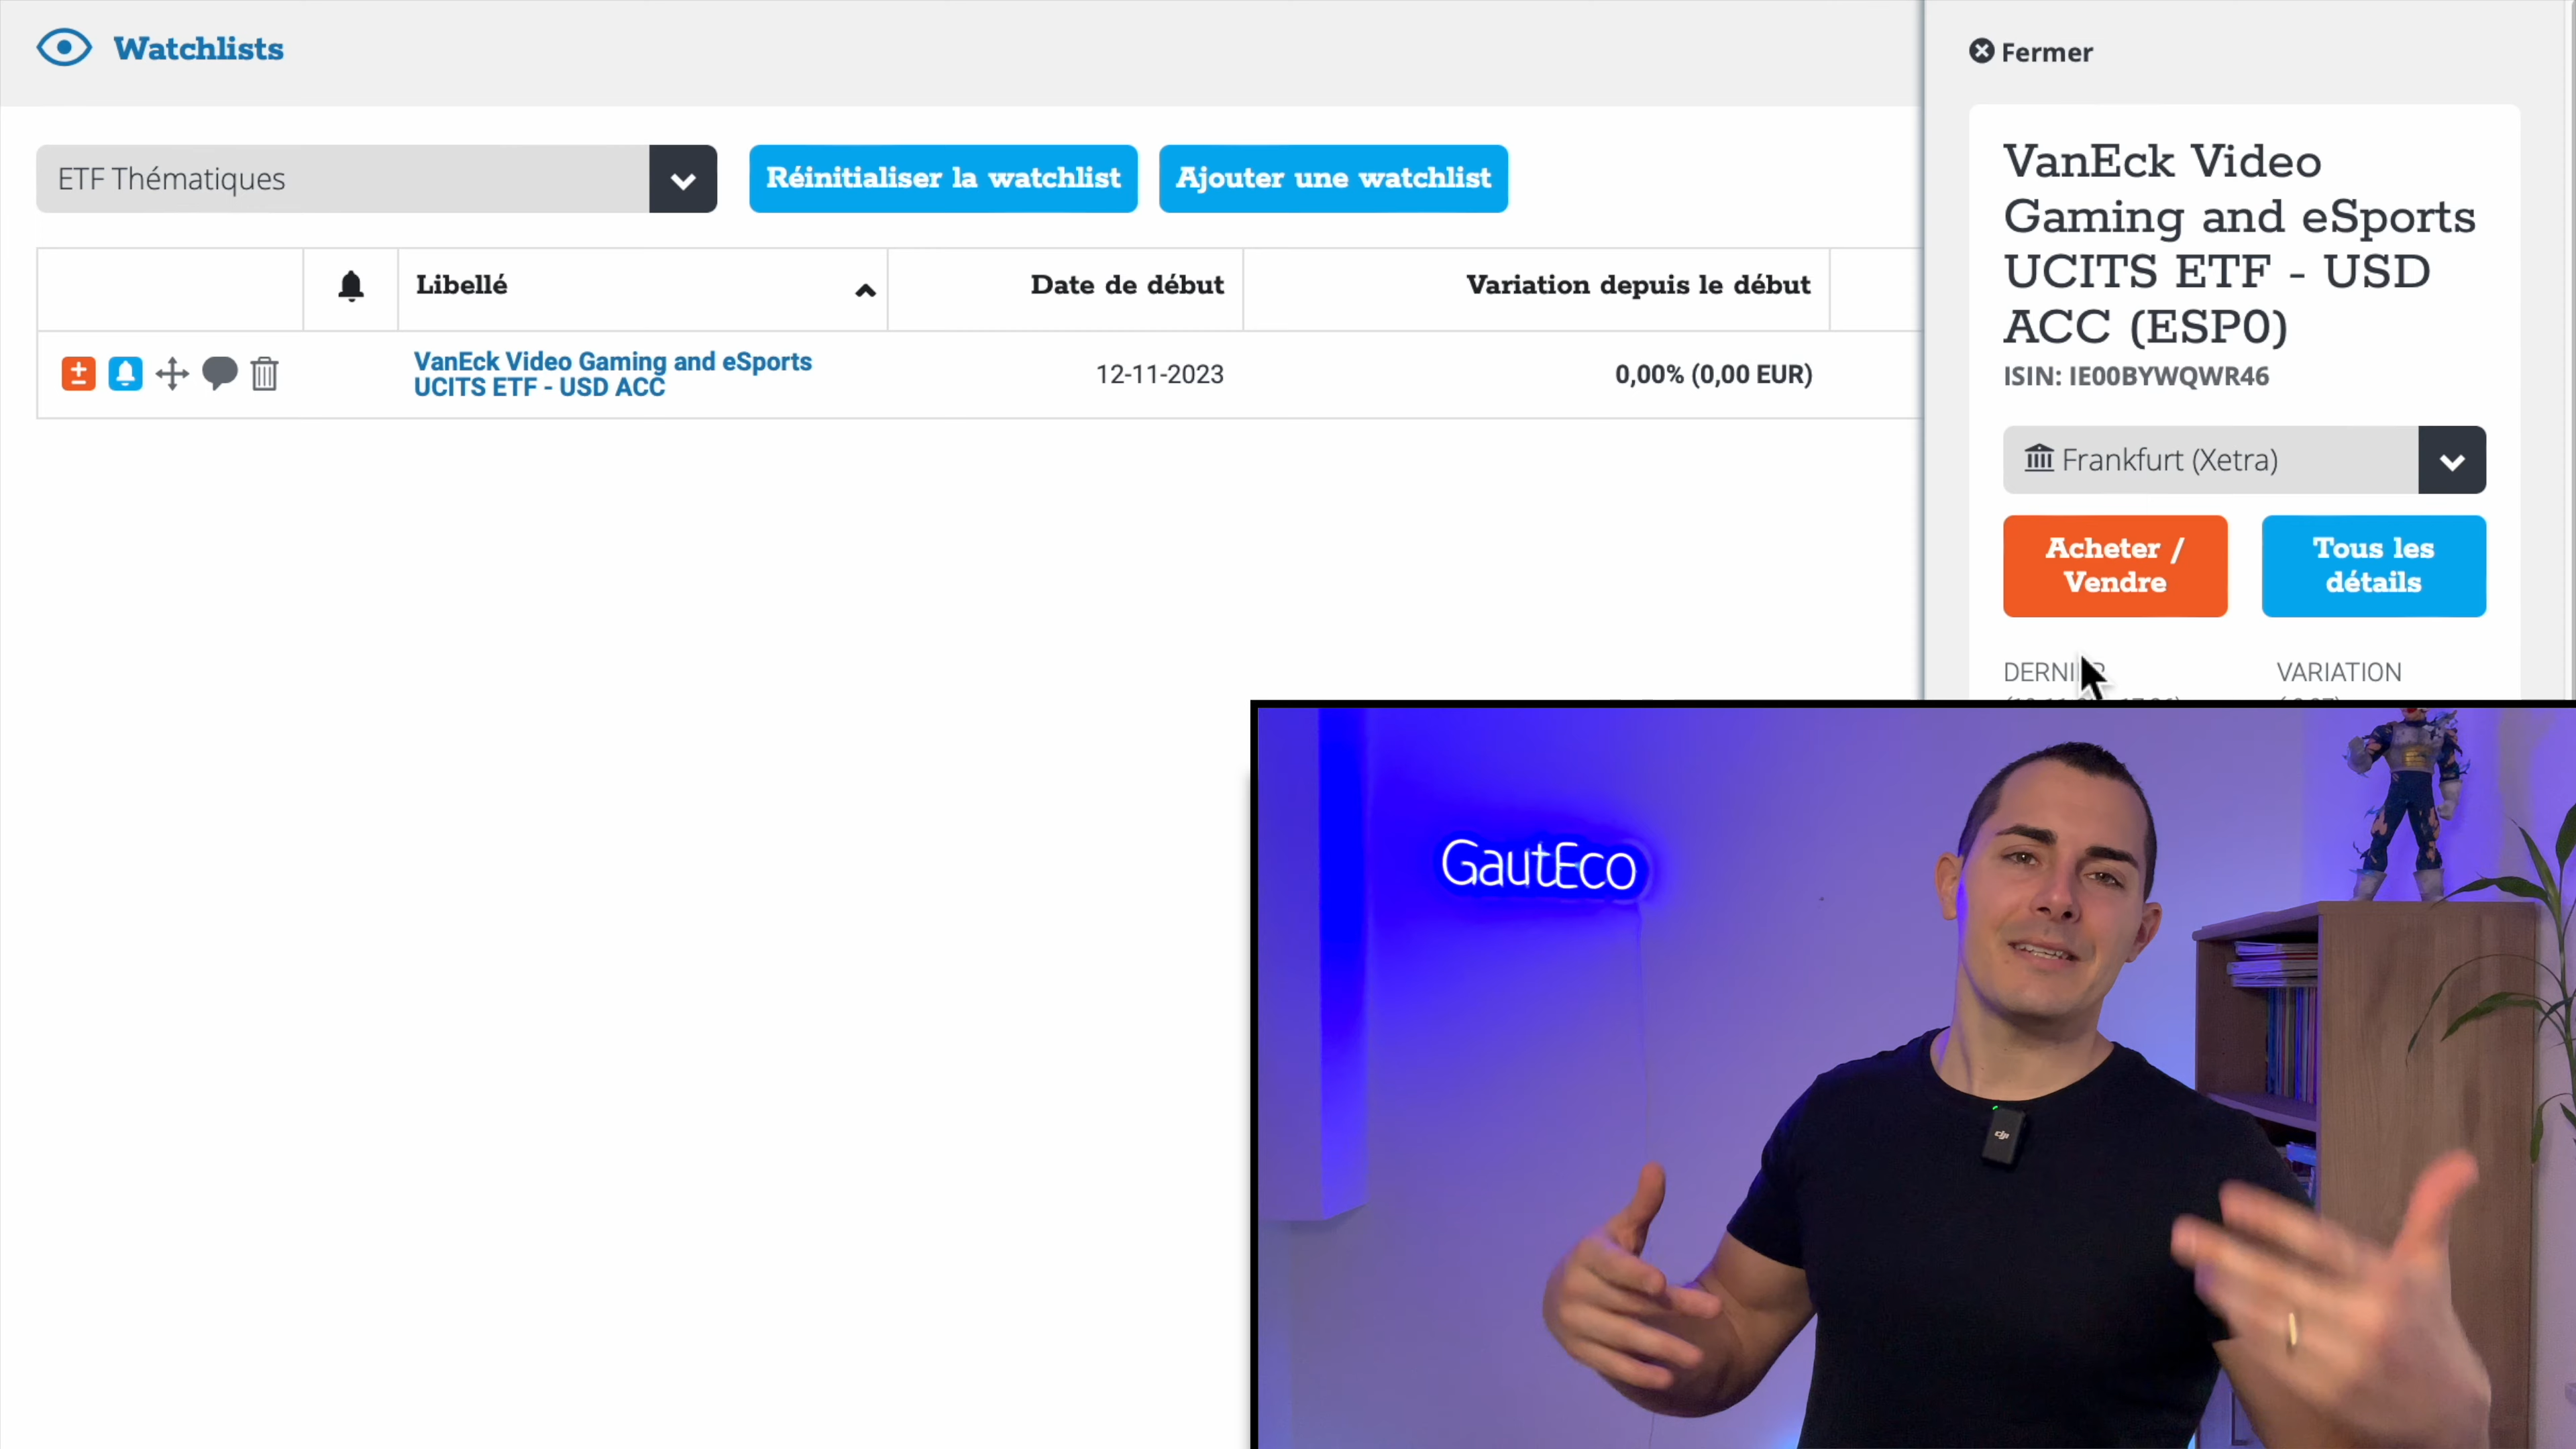 Watchlists
ETF Thématiques
Réinitialiser la watchlist
Ajouter une watchlist
Libellé
Date de début
Variation depuis le début
VanEck Video Gaming and eSports
UCITS ETF - USD ACC
12-11-2023
0,00% (0,00 EUR)
Fermer
VanEck Video
Gaming and eSports
UCITS ETF - USD
ACC (ESP0)
ISIN: IE00BYWQWR46
Frankfurt (Xetra)
Acheter /
Vendre
Tous les
détails
VARIATION
GautEco
dji